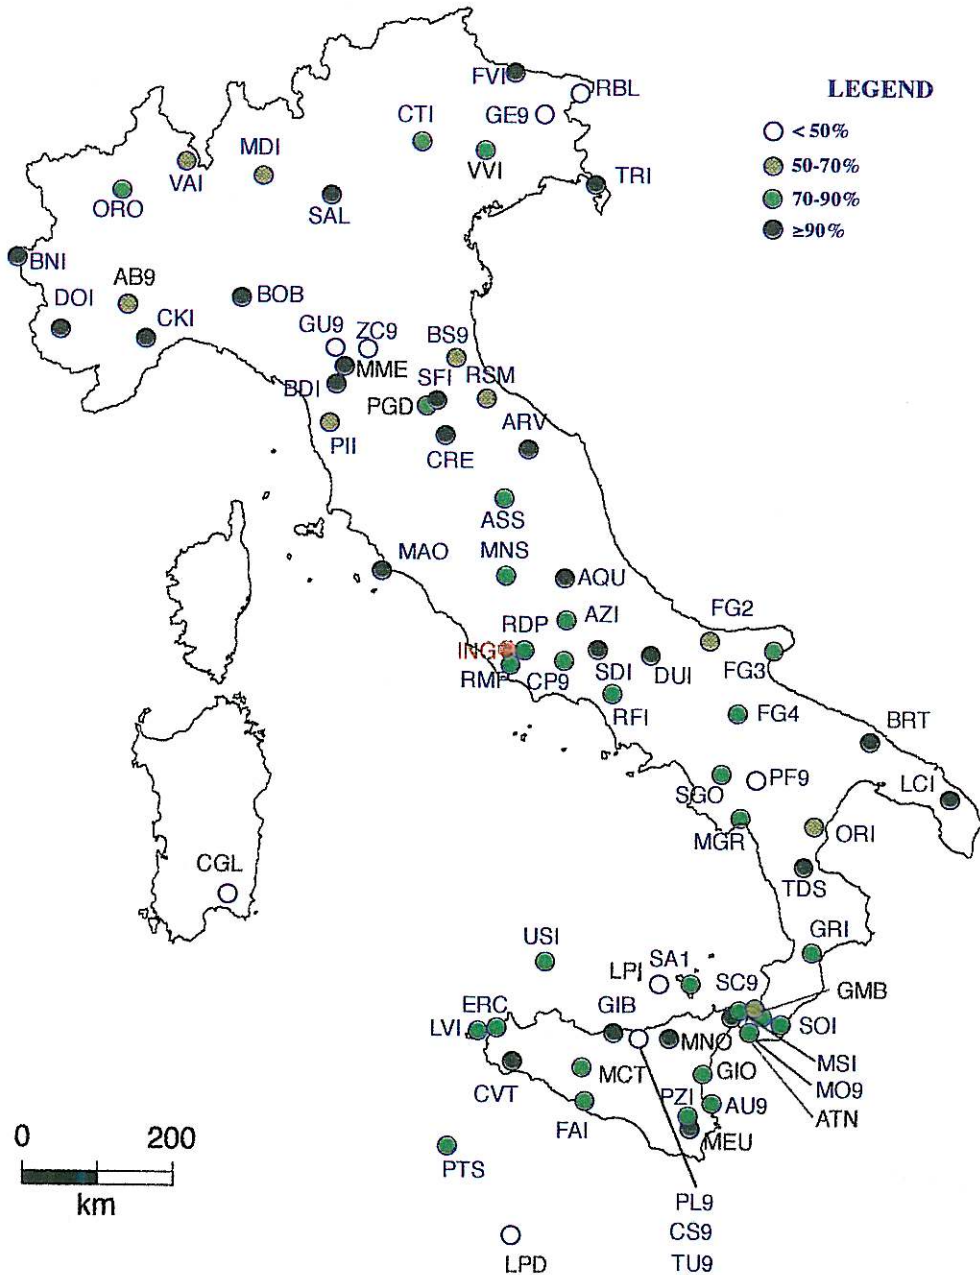 FVI
RBL
LEGEND
GE9
CTI
< 50%
MDI
VVI
50-70%
VAI
TRI
ORO
SAL
70-90%
≥90%
BNI
AB9
DOI
BOB
CKI
GU9
ZC9
BS9
MME
RSM
BDI
SFI
PGD
ARV
PII
CRE
ASS
MAO
MNS
AQU
FG2
RDP
AZI
ING
FG3
RMP
CP9
SDI
DUI
RFI
FG4
BRT
PF9
SGO
LCI
MGR
ORI
CGL
TDS
GRI
USI
LPI
SA1
SC9
GMB
ERC
GIB
LVI
SOI
MNO
MSI
CVT
MCT
GIO
MO9
PZI
AU9
ATN
FAI
MEU
0 200
km
PTS
PL9
CS9
LPD
TU9